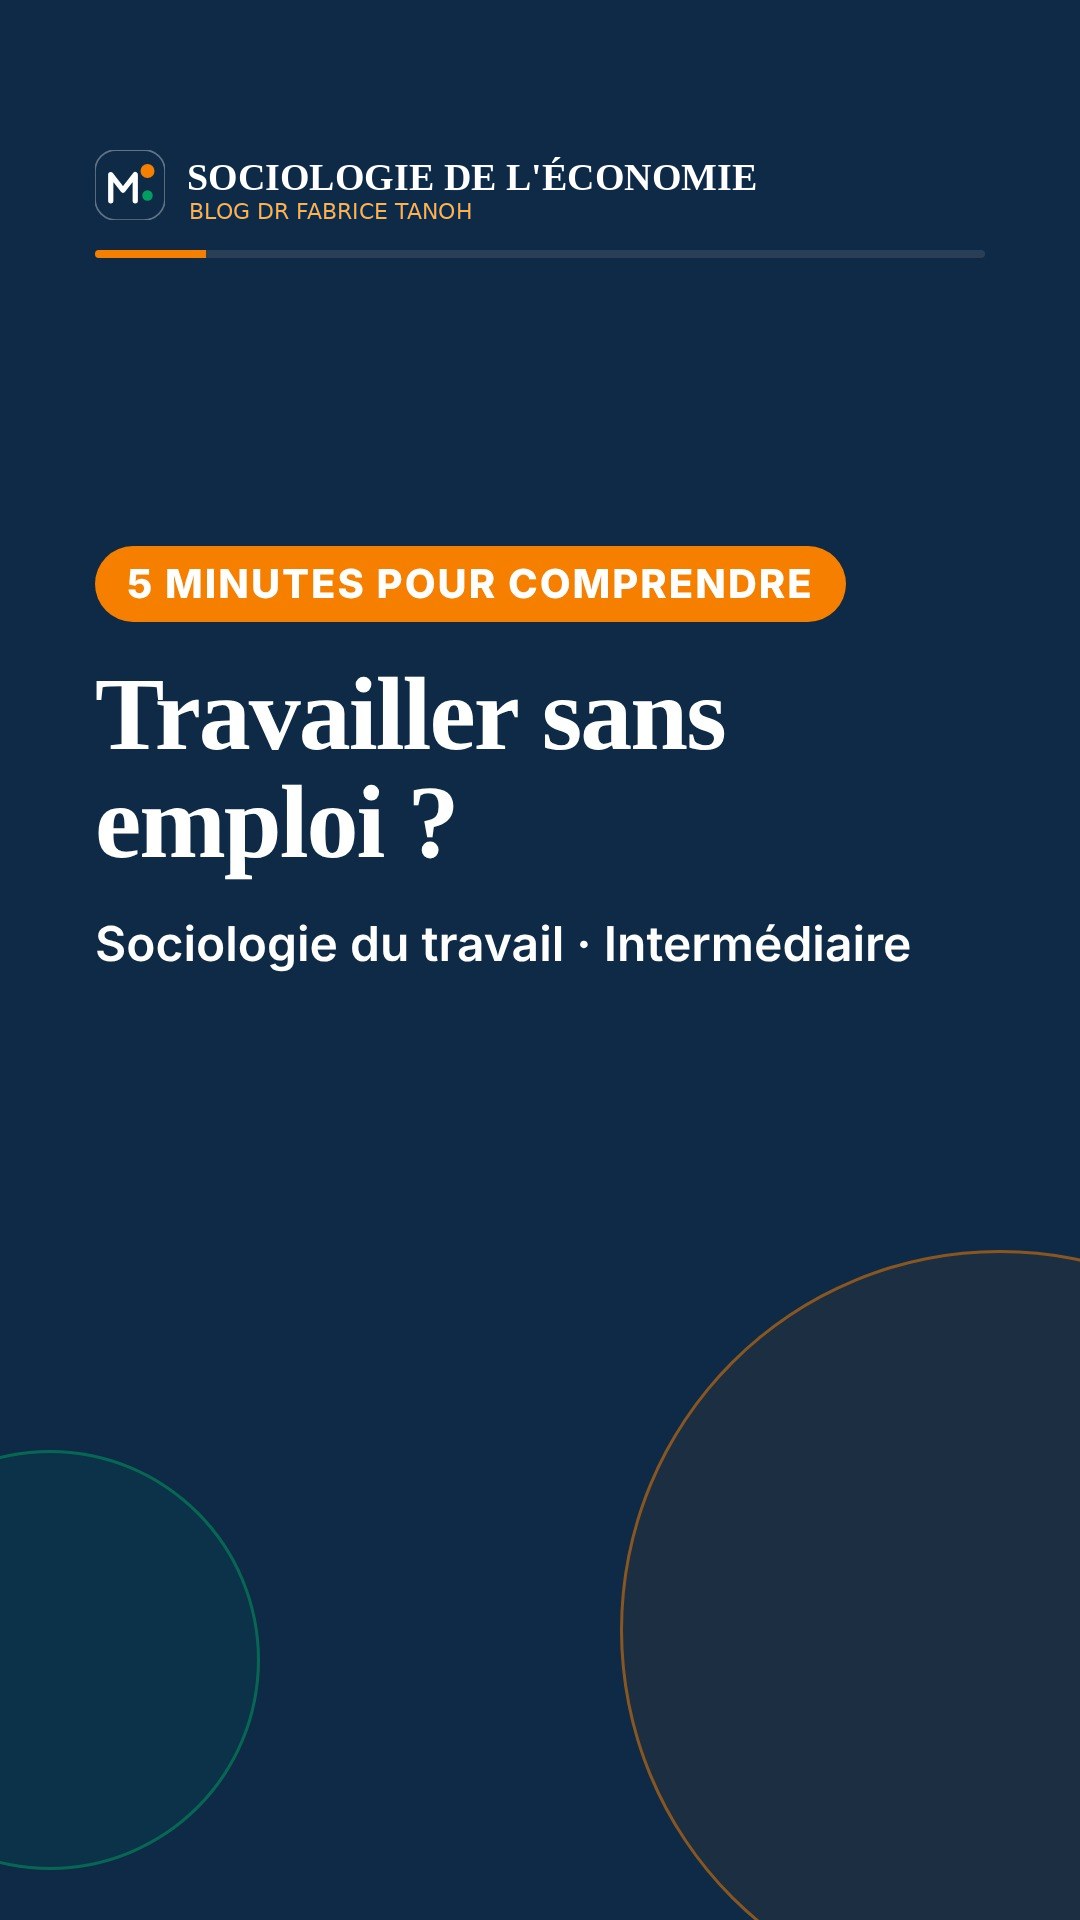 M
SOCIOLOGIE DE L'ÉCONOMIE
BLOG DR FABRICE TANOH
5 MINUTES POUR COMPRENDRE
Travailler sans
emploi ?
Sociologie du travail · Intermédiaire